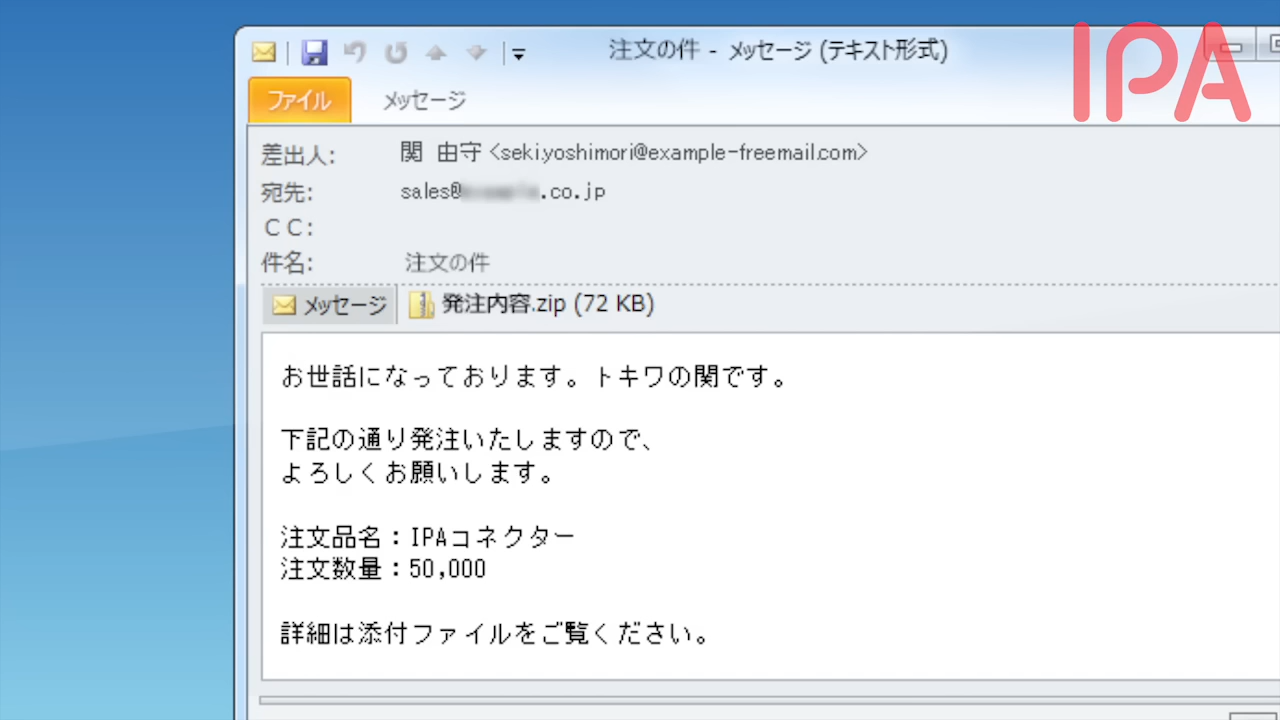 注文の件 - メッセージ (テキスト形式)
IPA
ファイル メッセージ
差出人: 関 由守 <seki.yoshimori@example-freemail.com>
宛先: sales@ .co.jp
ＣＣ:
件名: 注文の件
メッセージ 発注内容.zip (72 KB)
お世話になっております。トキワの関です。
下記の通り発注いたしますので、
よろしくお願いします。
注文品名：IPAコネクター
注文数量：50,000
詳細は添付ファイルをご覧ください。